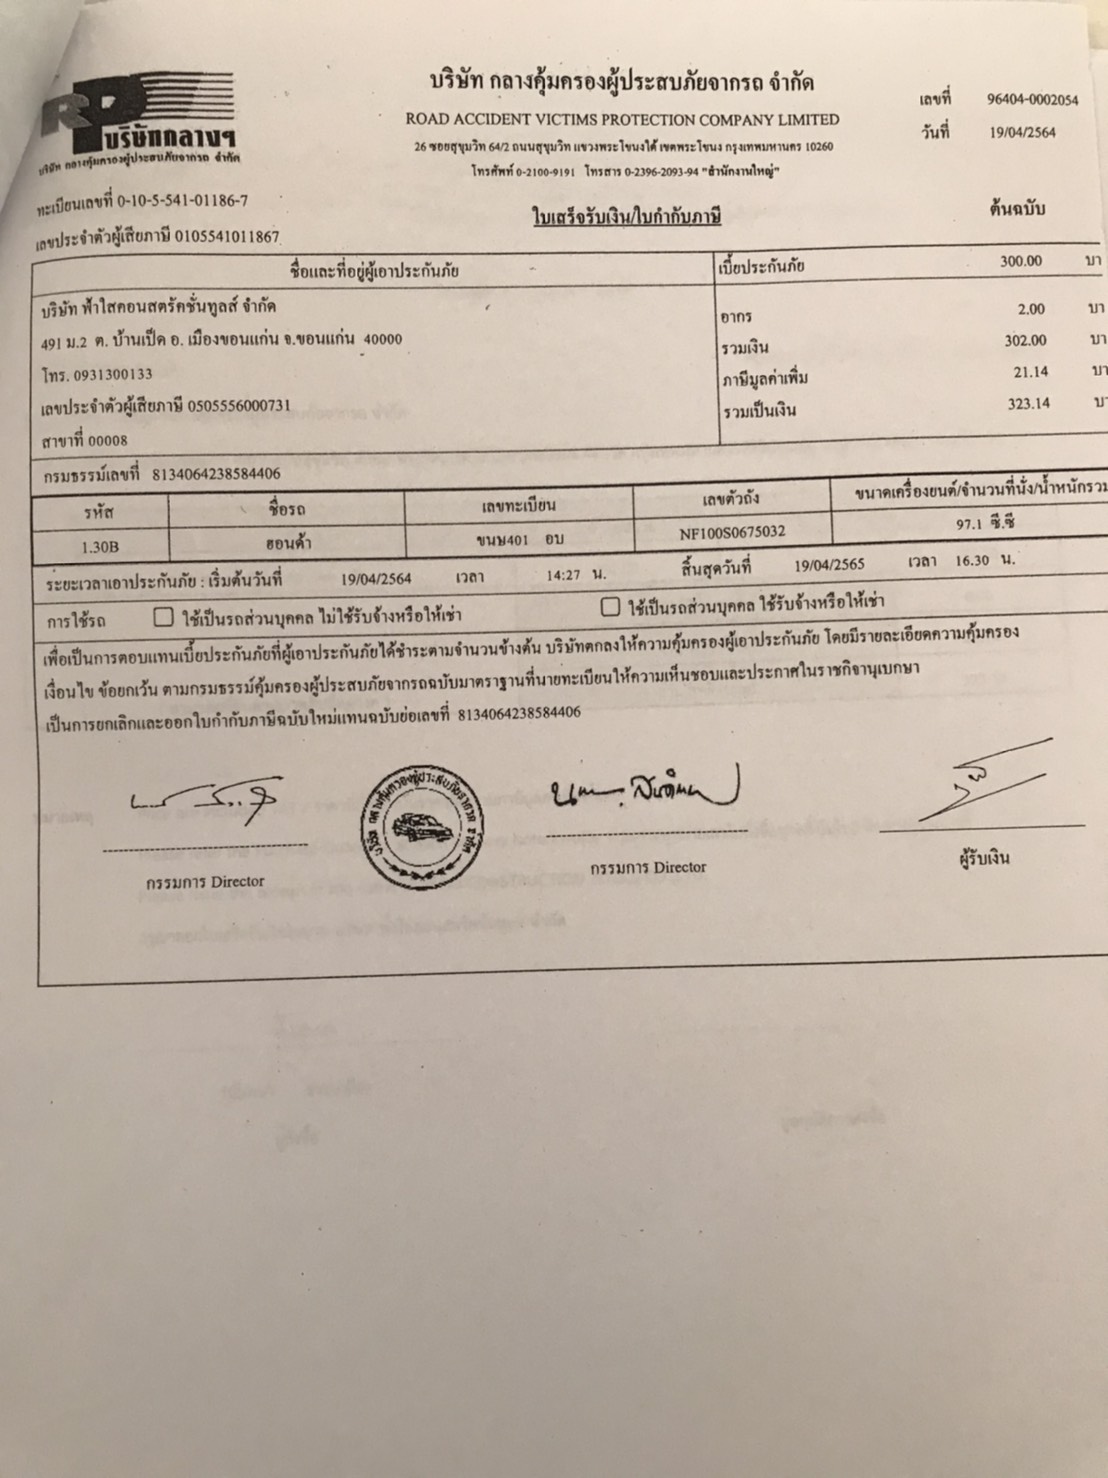 RP บริษัทกลางฯ
บริษัท กลางคุ้มครองผู้ประสบภัยจากรถ จำกัด
บริษัท กลางคุ้มครองผู้ประสบภัยจากรถ จำกัด
ROAD ACCIDENT VICTIMS PROTECTION COMPANY LIMITED
26 ซอยสุขุมวิท 64/2 ถนนสุขุมวิท แขวงพระโขนงใต้ เขตพระโขนง กรุงเทพมหานคร 10260
โทรศัพท์ 0-2100-9191 โทรสาร 0-2396-2093-94 "สำนักงานใหญ่"
เลขที่ 96404-0002054
วันที่ 19/04/2564
ทะเบียนเลขที่ 0-10-5-541-01186-7
เลขประจำตัวผู้เสียภาษี 0105541011867
ใบเสร็จรับเงิน/ใบกำกับภาษี
ต้นฉบับ
ชื่อและที่อยู่ผู้เอาประกันภัย
บริษัท ฟ้าใสคอนสตรัคชั่นทูลส์ จำกัด
491 ม.2 ต. บ้านเป็ด อ. เมืองขอนแก่น จ.ขอนแก่น 40000
โทร. 0931300133
เลขประจำตัวผู้เสียภาษี 0505556000731
สาขาที่ 00008
เบี้ยประกันภัย 300.00 บา
อากร 2.00 บา
รวมเงิน 302.00 บา
ภาษีมูลค่าเพิ่ม 21.14 บา
รวมเป็นเงิน 323.14 บ
กรมธรรม์เลขที่ 8134064238584406
รหัส ชื่อรถ เลขทะเบียน เลขตัวถัง ขนาดเครื่องยนต์/จำนวนที่นั่ง/น้ำหนักรวม
1.30B ฮอนด้า ขนษ401 อบ NF100S0675032 97.1 ซี.ซี
ระยะเวลาเอาประกันภัย : เริ่มต้นวันที่ 19/04/2564 เวลา 14:27 น. สิ้นสุดวันที่ 19/04/2565 เวลา 16.30 น.
การใช้รถ ใช้เป็นรถส่วนบุคคล ไม่ใช้รับจ้างหรือให้เช่า ใช้เป็นรถส่วนบุคคล ใช้รับจ้างหรือให้เช่า
เพื่อเป็นการตอบแทนเบี้ยประกันภัยที่ผู้เอาประกันภัยได้ชำระตามจำนวนข้างต้น บริษัทตกลงให้ความคุ้มครองผู้เอาประกันภัย โดยมีรายละเอียดความคุ้มครอง
เงื่อนไข ข้อยกเว้น ตามกรมธรรม์คุ้มครองผู้ประสบภัยจากรถฉบับมาตราฐานที่นายทะเบียนให้ความเห็นชอบและประกาศในราชกิจานุเบกษา
เป็นการยกเลิกและออกใบกำกับภาษีฉบับใหม่แทนฉบับย่อเลขที่ 8134064238584406
บริษัท กลางคุ้มครองผู้ประสบภัยจากรถ จำกัด
กรรมการ Director
กรรมการ Director
ผู้รับเงิน